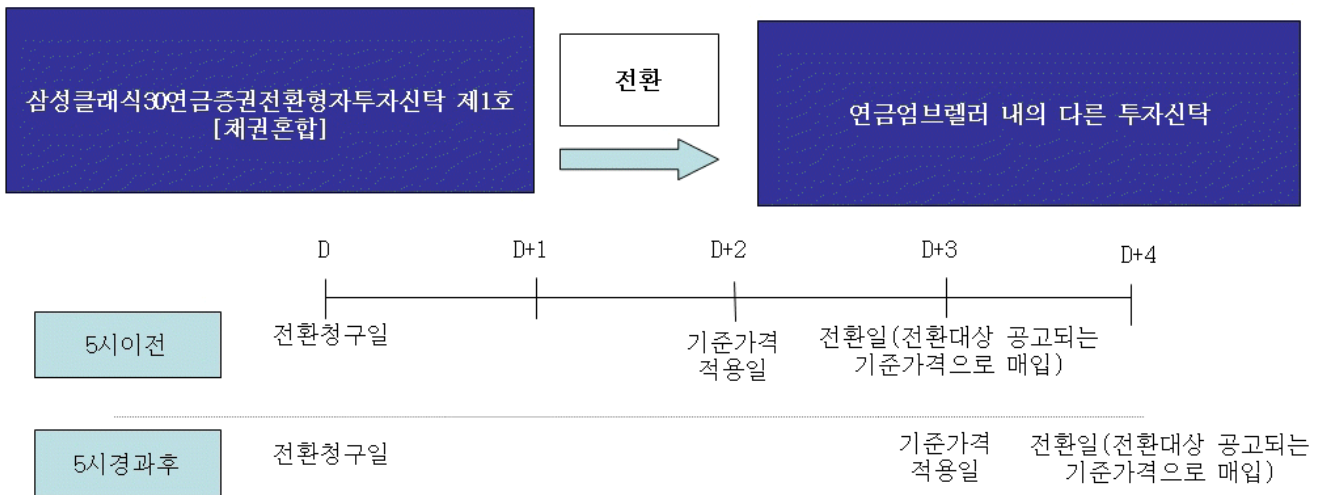 삼성클래식30연금증권전환형자투자신탁 제1호
[채권혼합]
전환
연금엄브렐러 내의 다른 투자신탁
D
D+1
D+2
D+3
D+4
5시이전
전환청구일
기준가격
적용일
전환일(전환대상 공고되는
기준가격으로 매입)
5시경과후
전환청구일
기준가격
적용일
전환일(전환대상 공고되는
기준가격으로 매입)